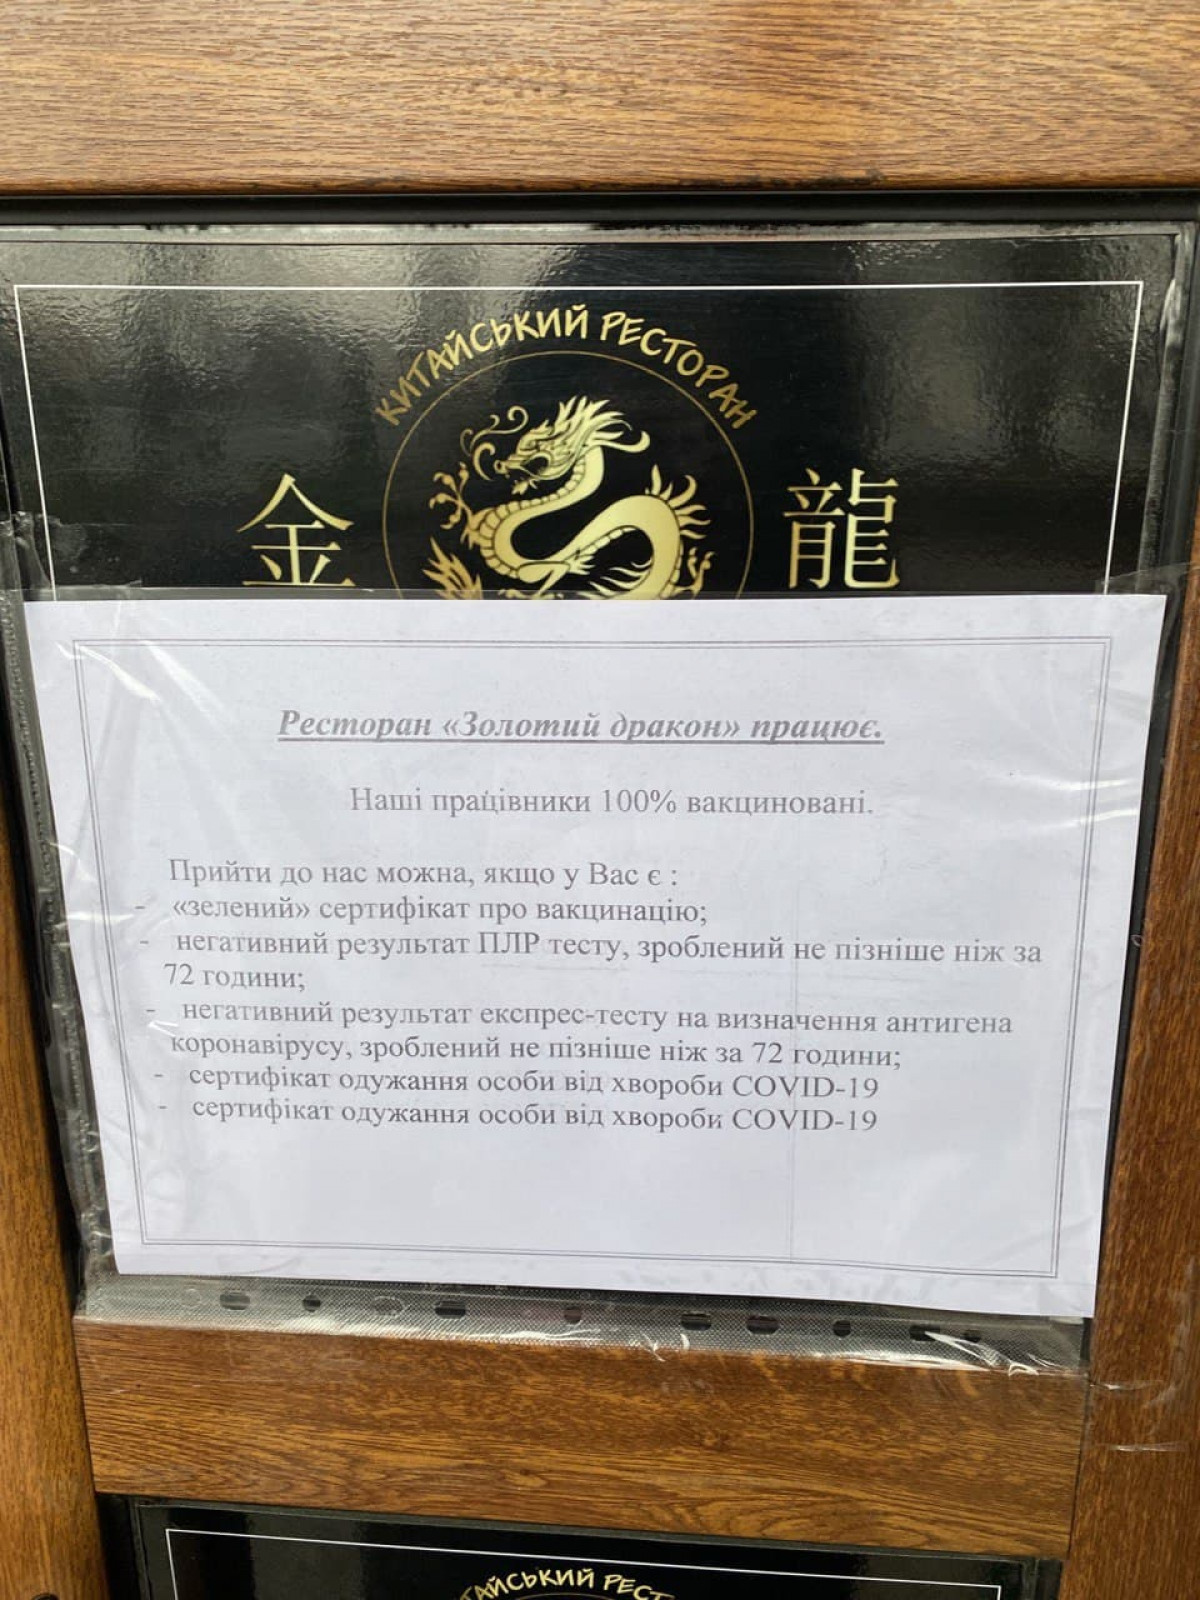 КИТАЙСЬКИЙ РЕСТОРАН
金 龍
Ресторан «Золотий дракон» працює.
Наші працівники 100% вакциновані.
Прийти до нас можна, якщо у Вас є :
- «зелений» сертифікат про вакцинацію;
- негативний результат ПЛР тесту, зроблений не пізніше ніж за
72 години;
- негативний результат експрес-тесту на визначення антигена
коронавірусу, зроблений не пізніше ніж за 72 години;
- сертифікат одужання особи від хвороби COVID-19
- сертифікат одужання особи від хвороби COVID-19